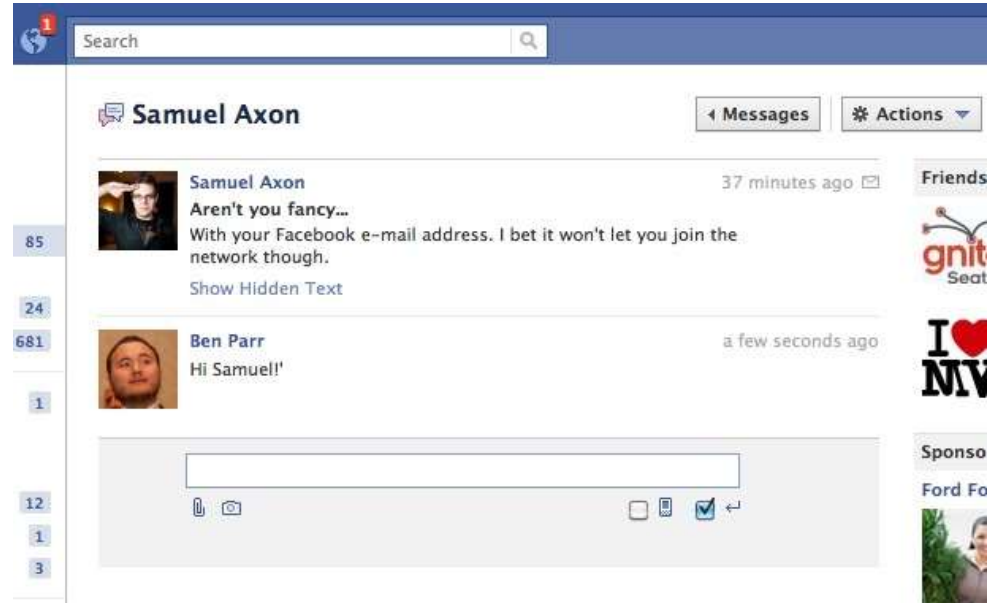 1
Search
Samuel Axon
Messages
Actions
Samuel Axon
37 minutes ago
Aren't you fancy...
With your Facebook e-mail address. I bet it won't let you join the
network though.
Show Hidden Text
Ben Parr
a few seconds ago
Hi Samuel!'
85
24
681
1
12
1
3
Friends
gnit
Seat
I
Sponso
Ford Fo